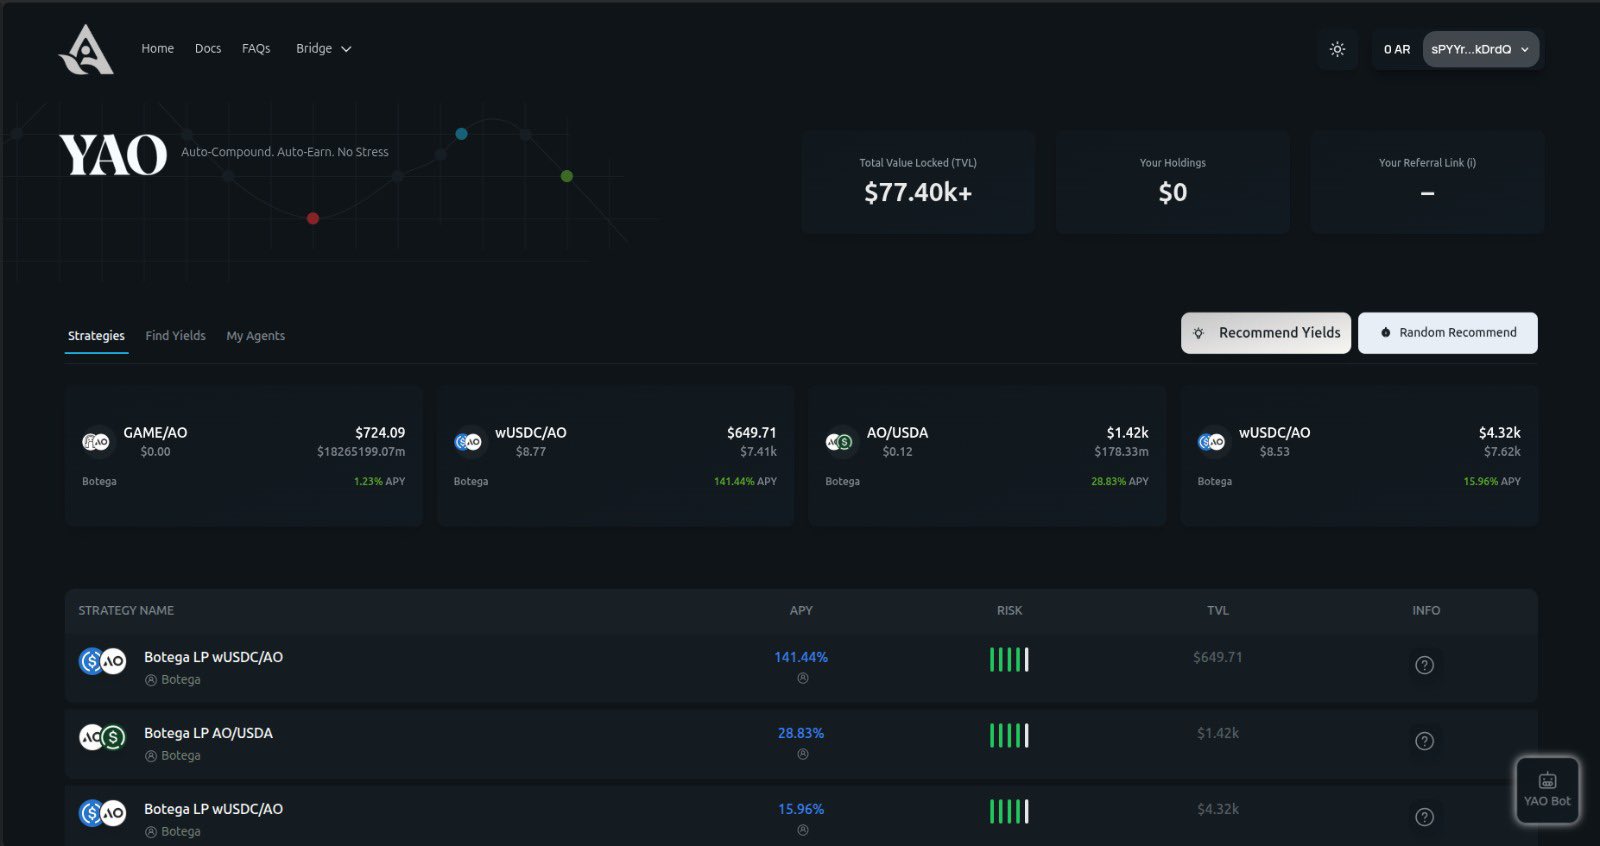 Home Docs FAQs Bridge 0 AR sPYYr...kDrdQ
YAO Auto-Compound. Auto-Earn. No Stress
Total Value Locked (TVL)
$77.40k+
Your Holdings
$0
Your Referral Link (i)
–
Strategies Find Yields My Agents Recommend Yields Random Recommend
GAME/AO $724.09
$0.00 $18265199.07m
Botega 1.23% APY
wUSDC/AO $649.71
$8.77 $7.41k
Botega 141.44% APY
AO/USDA $1.42k
$0.12 $178.33m
Botega 28.83% APY
wUSDC/AO $4.32k
$8.53 $7.62k
Botega 15.96% APY
STRATEGY NAME APY RISK TVL INFO
Botega LP wUSDC/AO 141.44% $649.71
Botega
Botega LP AO/USDA 28.83% $1.42k
Botega
Botega LP wUSDC/AO 15.96% $4.32k
Botega
YAO Bot